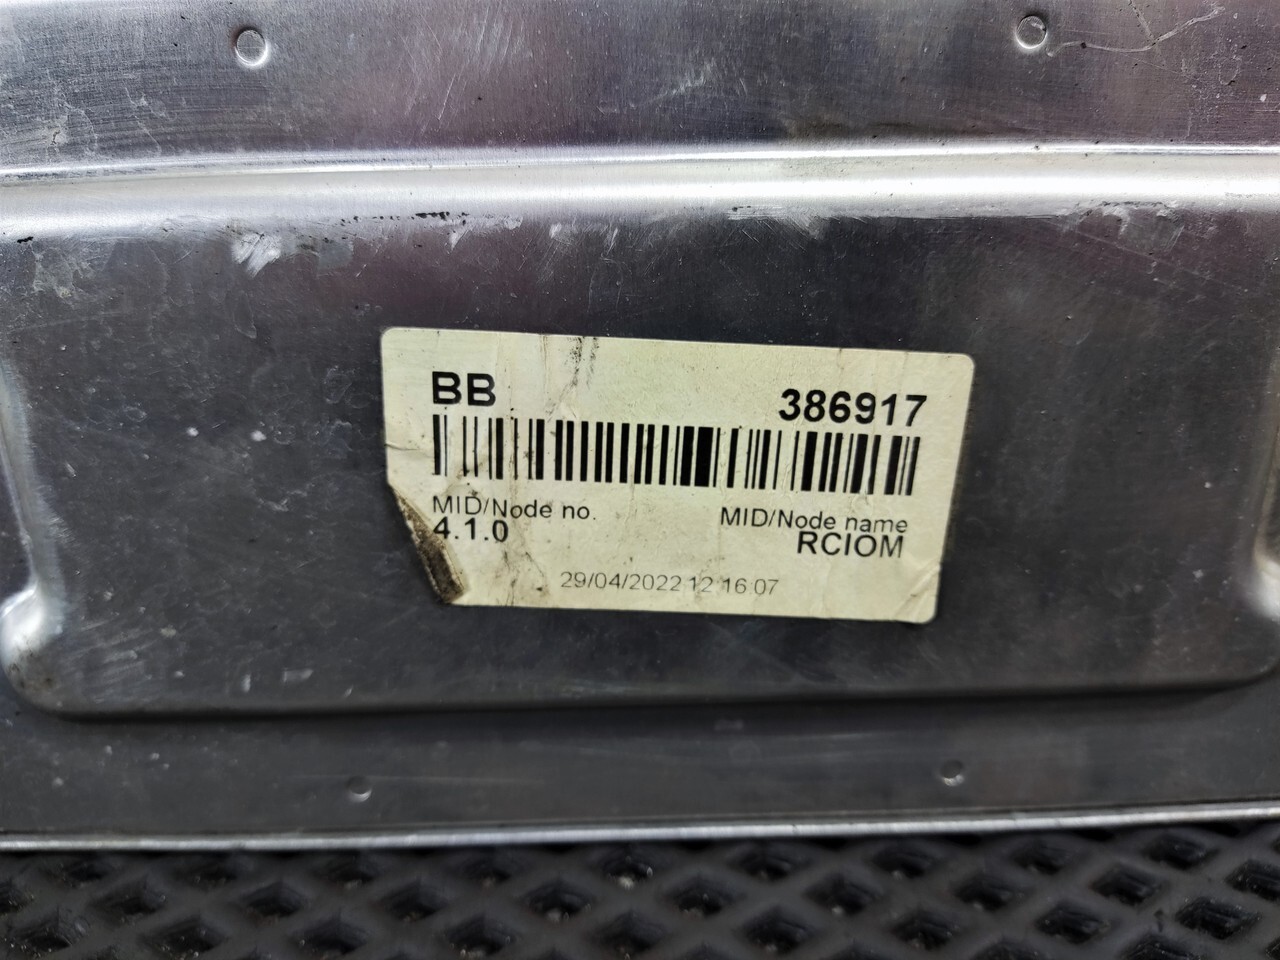 BB 386917
MID/Node no. MID/Node name
4.1.0 RCIOM
29/04/2022 12:16:07